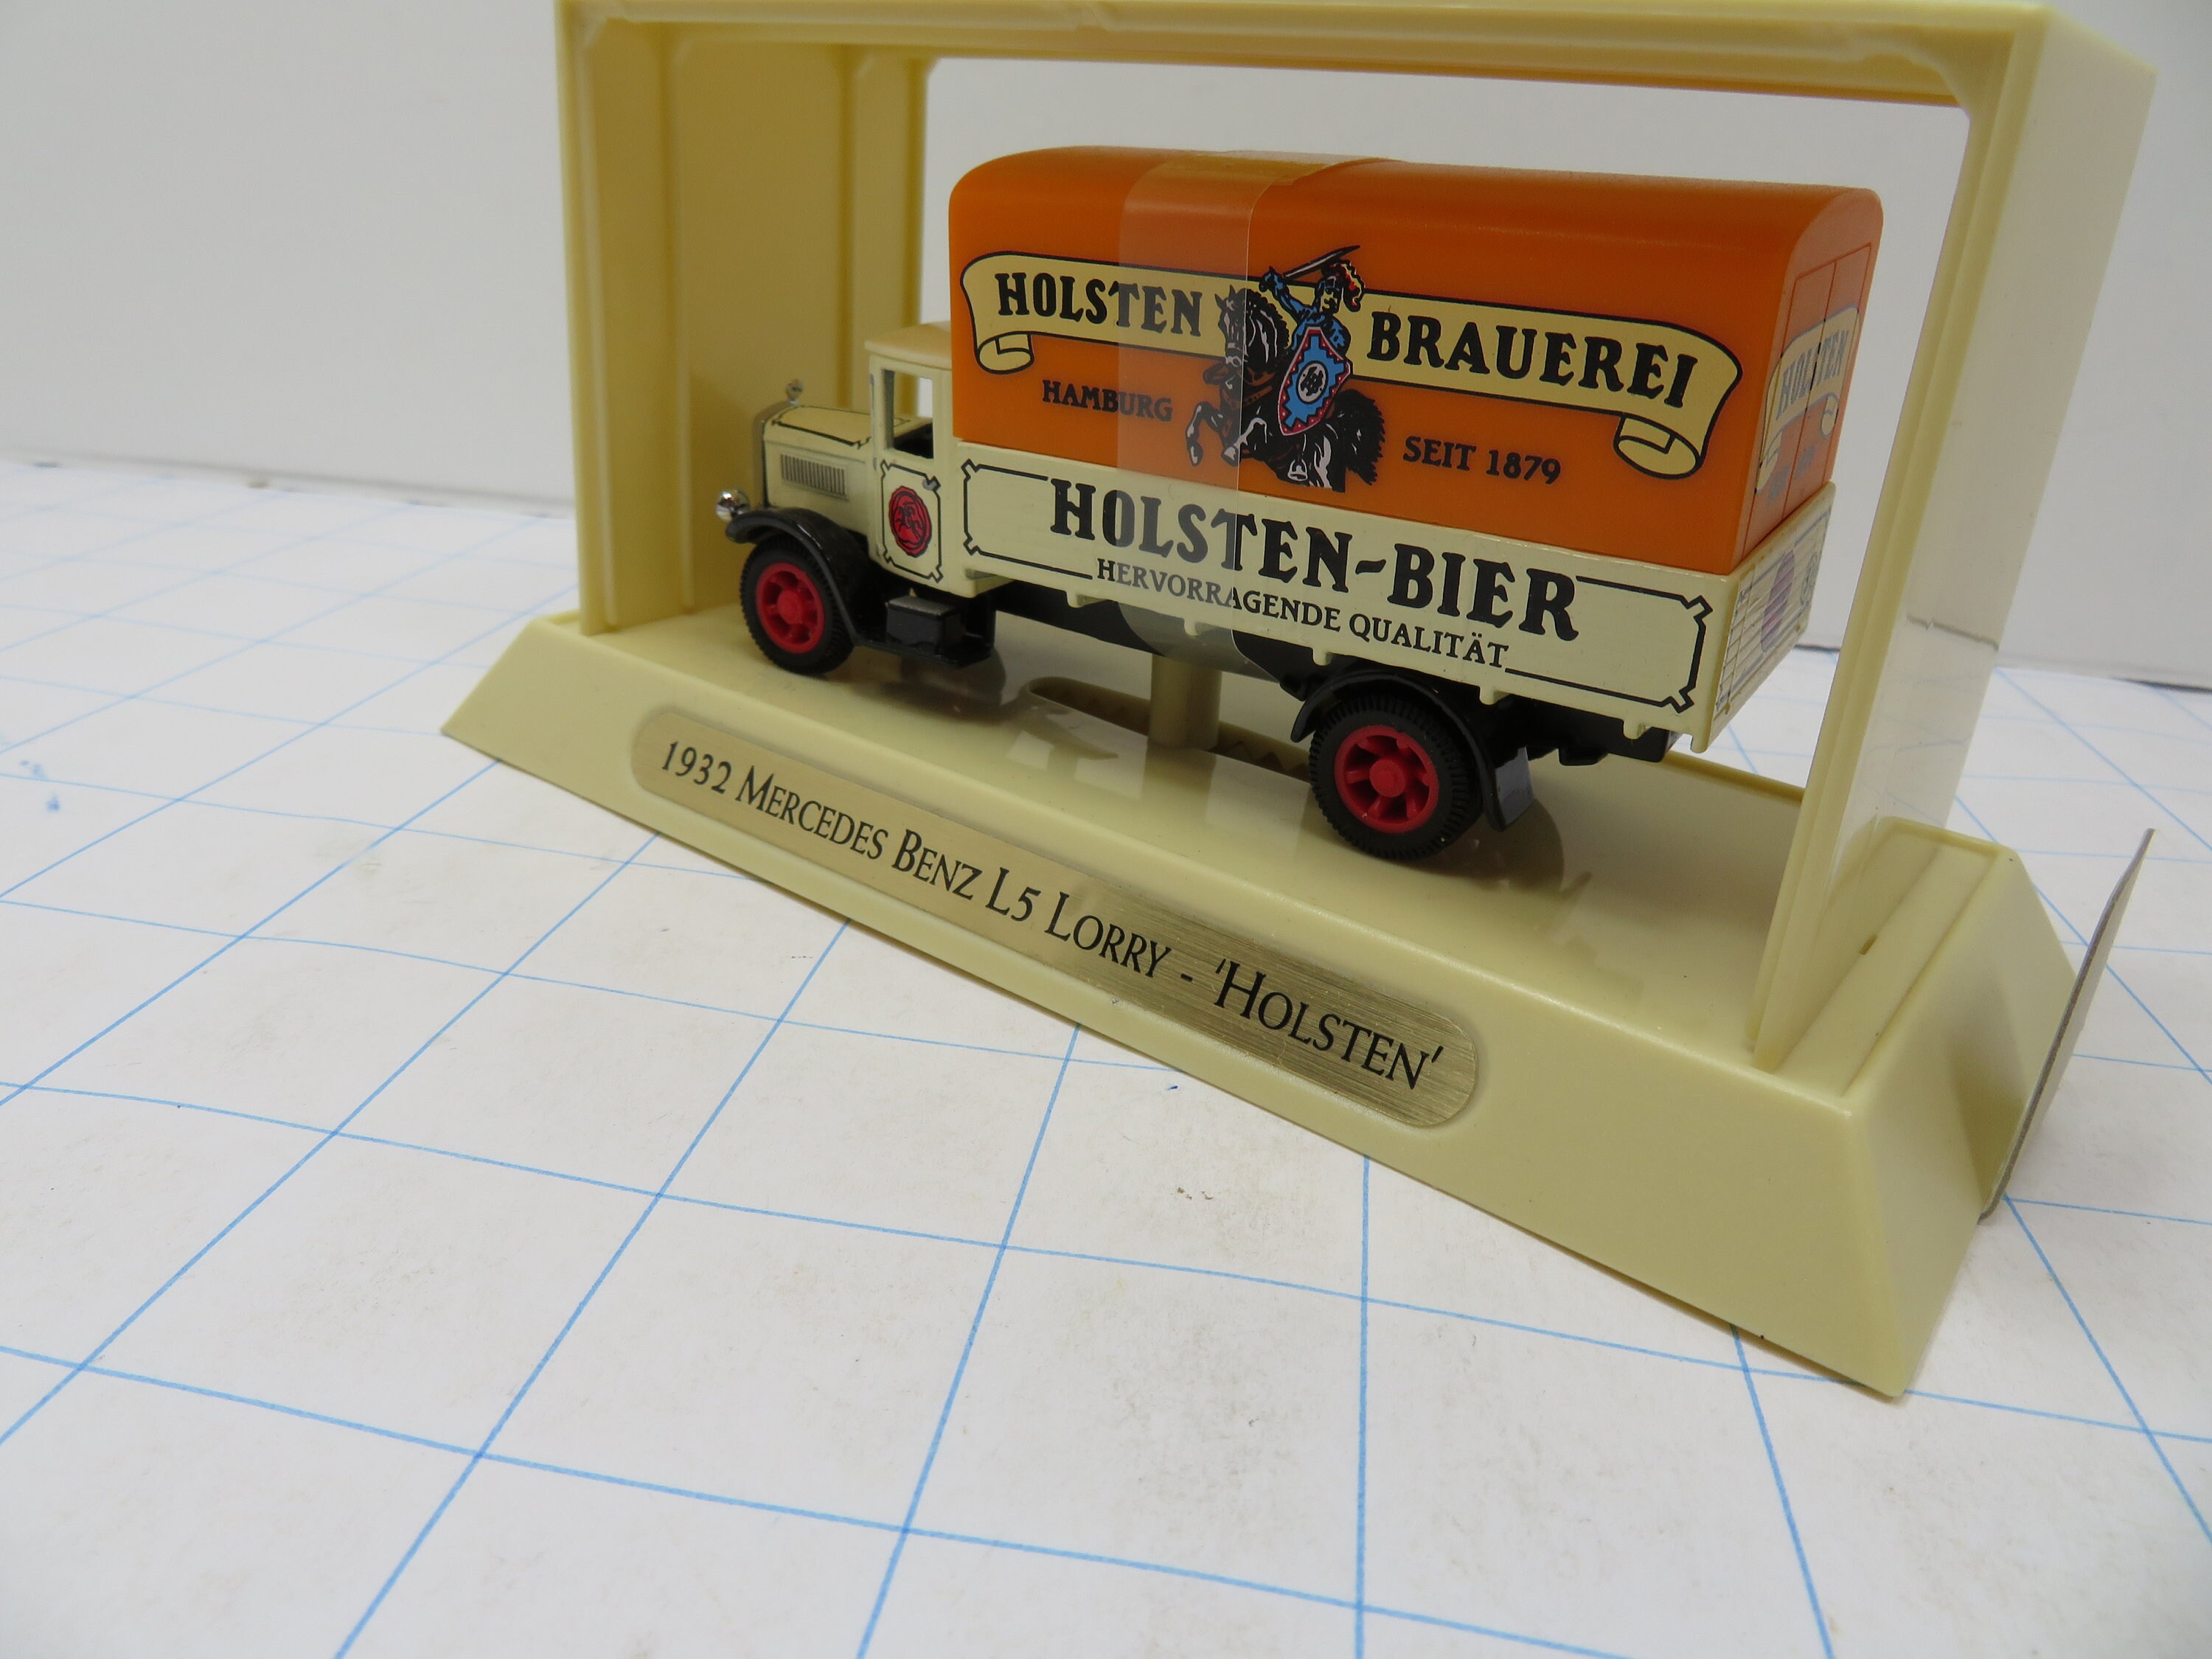 HOLSTEN BRAUEREI
HAMBURG SEIT 1879
HOLSTEN-BIER
HERVORRAGENDE QUALITÄT
HOLSTEN
1932 MERCEDES BENZ L5 LORRY - 'HOLSTEN'